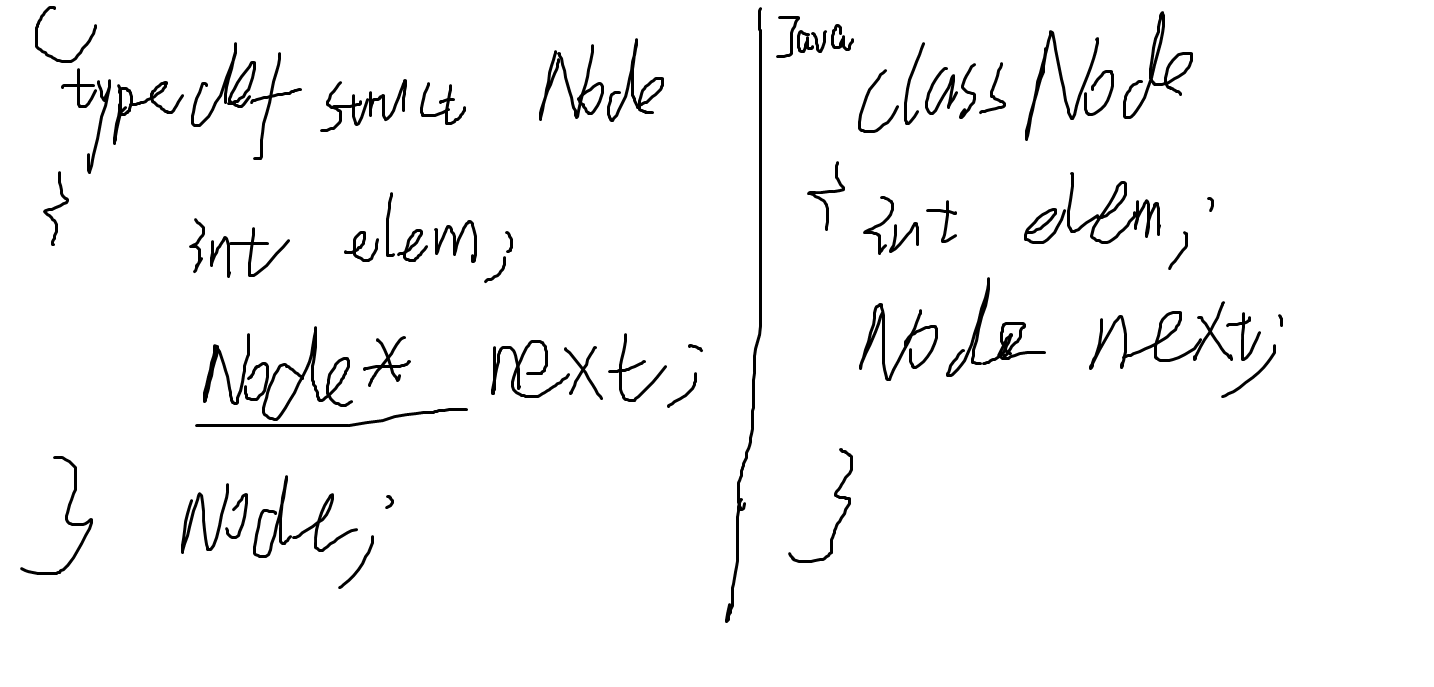 C
typedef struct Node
{
int elem;
Node* next;
} Node;
Java
class Node
{ int elem;
Node next;
}